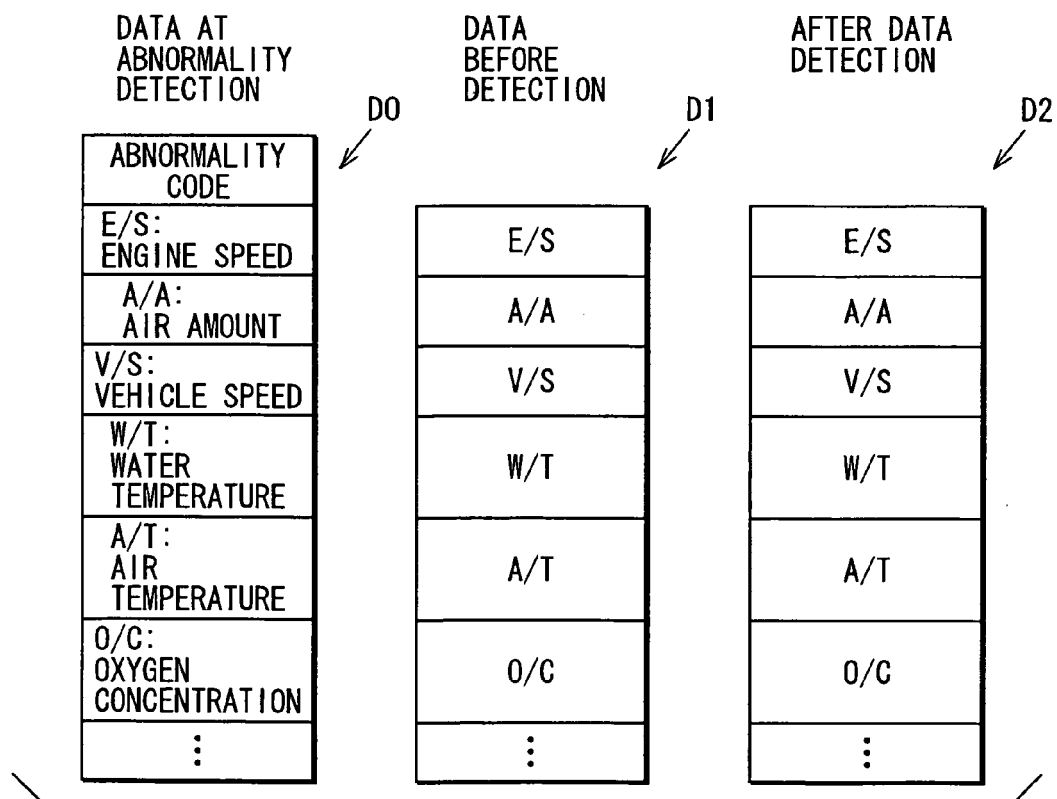 DATA AT
ABNORMALITY
DETECTION
D0
ABNORMALITY
CODE
E/S:
ENGINE SPEED
A/A:
AIR AMOUNT
V/S:
VEHICLE SPEED
W/T:
WATER
TEMPERATURE
A/T:
AIR
TEMPERATURE
O/C:
OXYGEN
CONCENTRATION
DATA
BEFORE
DETECTION
D1
E/S
A/A
V/S
W/T
A/T
O/C
AFTER DATA
DETECTION
D2
E/S
A/A
V/S
W/T
A/T
O/C